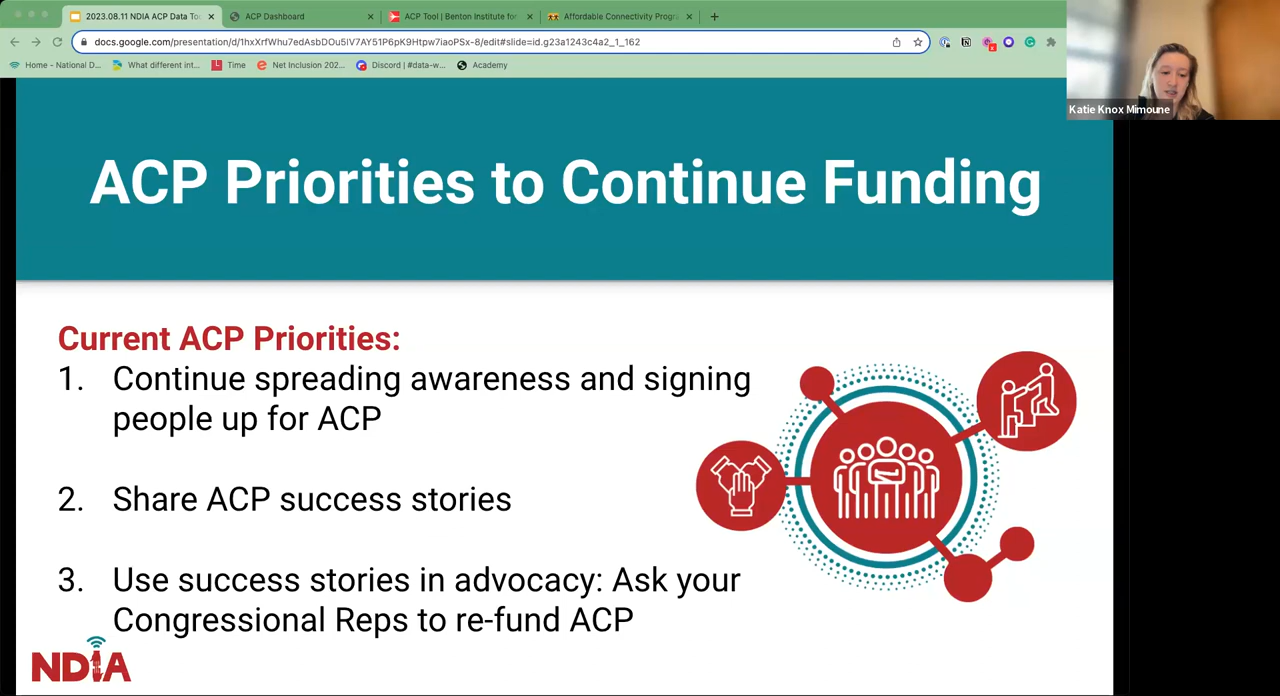 2023.08.11 NDIA ACP Data Too
ACP Dashboard
ACP Tool | Benton Institute for
Affordable Connectivity Progra
docs.google.com/presentation/d/1hxXrfWhu7edAsbDOu5IV7AY51P6pK9Htpw7iaoPSx-8/edit#slide=id.g23a1243c4a2_1_162
Home - National D...
What different int...
Time
Net Inclusion 202...
Discord | #data-w...
Academy
Katie Knox Mimoune
ACP Priorities to Continue Funding
Current ACP Priorities:
1. Continue spreading awareness and signing
people up for ACP
2. Share ACP success stories
3. Use success stories in advocacy: Ask your
Congressional Reps to re-fund ACP
NDIA